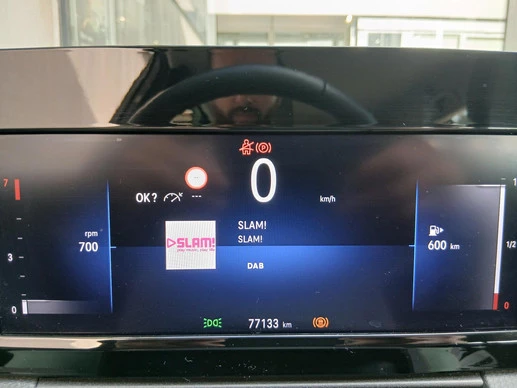 P
0
km/h
OK? ---
7
3
0
rpm
700
SLAM!
SLAM!
SLAM!
DAB
600 km
1
1/2
0
77133 km